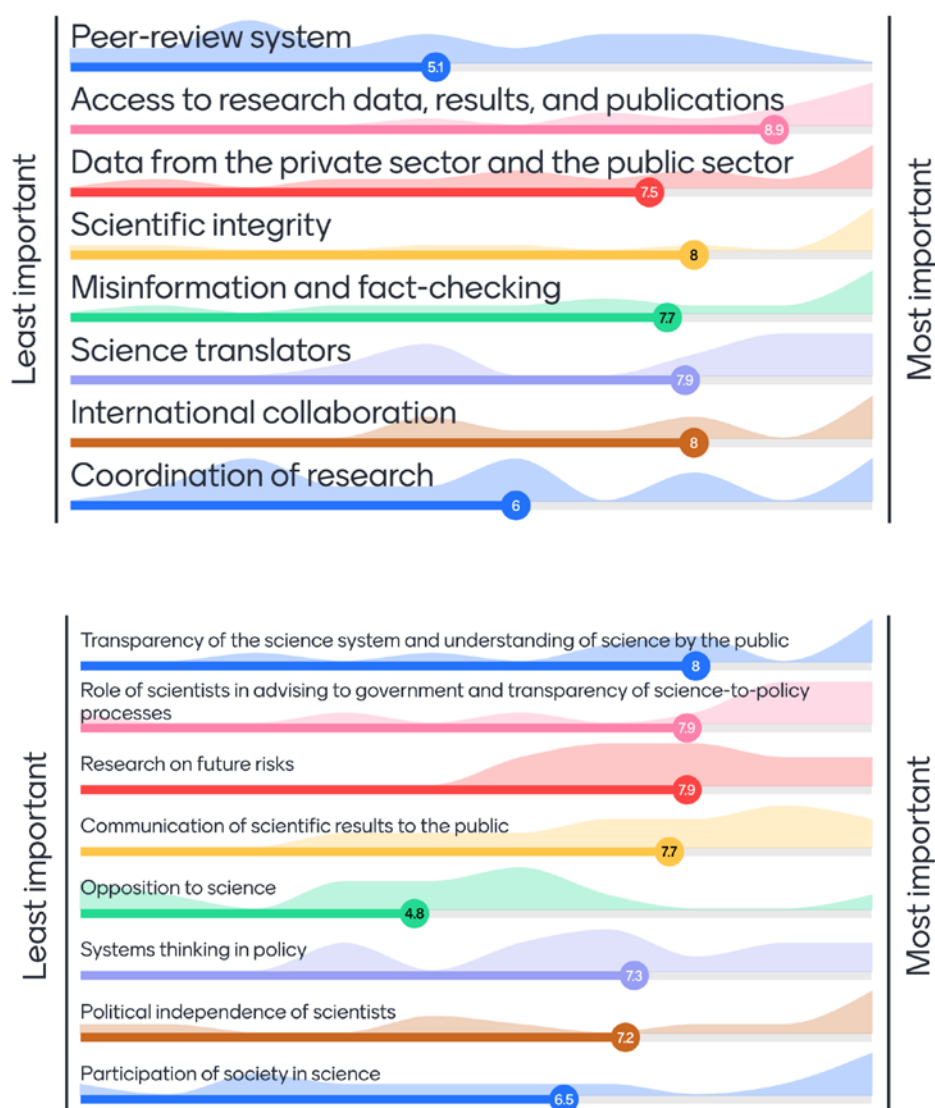 Peer-review system
5.1
Access to research data, results, and publications
8.9
Data from the private sector and the public sector
7.5
Scientific integrity
8
Misinformation and fact-checking
7.7
Science translators
7.9
International collaboration
8
Coordination of research
6
Least important
Most important
Transparency of the science system and understanding of science by the public
8
Role of scientists in advising to government and transparency of science-to-policy
processes
7.9
Research on future risks
7.9
Communication of scientific results to the public
7.7
Opposition to science
4.8
Systems thinking in policy
7.3
Political independence of scientists
7.2
Participation of society in science
6.5
Least important
Most important